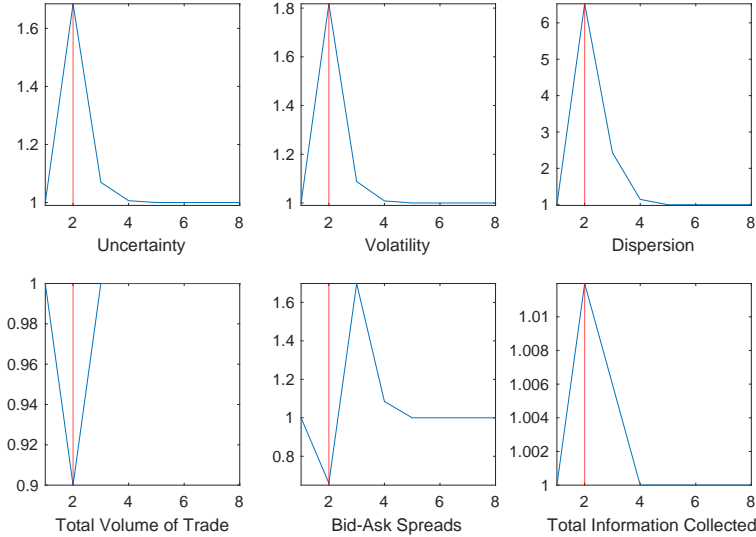 1.6
1.4
1.2
1
2 4 6 8
Uncertainty
1.8
1.6
1.4
1.2
1
2 4 6 8
Volatility
6
5
4
3
2
1
2 4 6 8
Dispersion
1
0.98
0.96
0.94
0.92
0.9
2 4 6 8
Total Volume of Trade
1.6
1.4
1.2
1
0.8
2 4 6 8
Bid-Ask Spreads
1.01
1.008
1.006
1.004
1.002
1
2 4 6 8
Total Information Collected